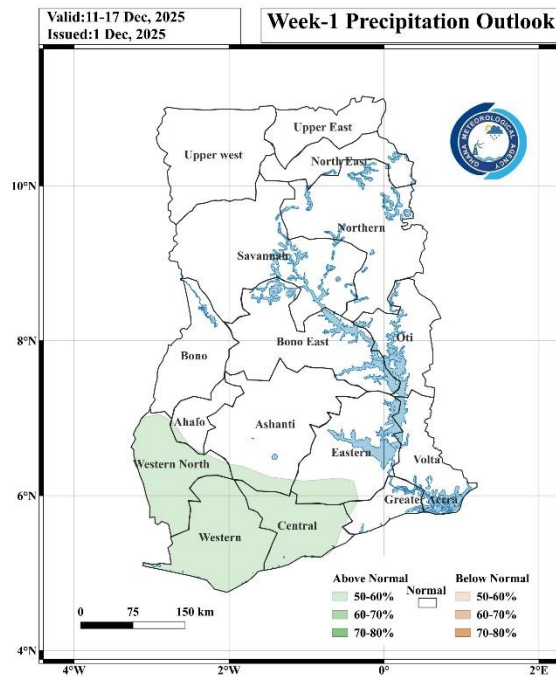 Valid:11-17 Dec, 2025
Issued:1 Dec, 2025
Week-1 Precipitation Outlook
GHANA METEOROLOGICAL AGENCY
Upper East
Upper west
North East
10°N
Northern
Savannah
8°N
Oti
Bono East
Bono
Ahafo
Ashanti
Eastern
Western North
Volta
6°N
Greater Accra
Central
Western
Above Normal
Normal
Below Normal
50-60%
50-60%
60-70%
60-70%
70-80%
70-80%
0 75 150 km
4°N
4°W 2°W 0° 2°E